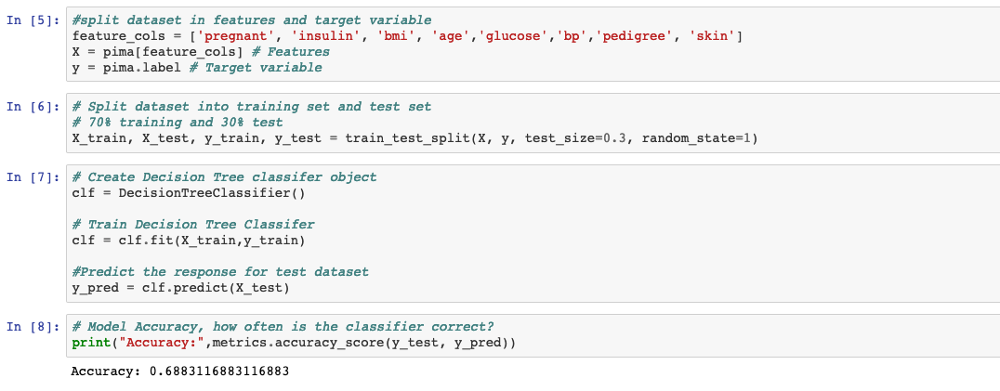 In [5]: #split dataset in features and target variable
feature_cols = ['pregnant', 'insulin', 'bmi', 'age','glucose','bp','pedigree', 'skin']
X = pima[feature_cols] # Features
y = pima.label # Target variable
In [6]: # Split dataset into training set and test set
# 70% training and 30% test
X_train, X_test, y_train, y_test = train_test_split(X, y, test_size=0.3, random_state=1)
In [7]: # Create Decision Tree classifer object
clf = DecisionTreeClassifier()
# Train Decision Tree Classifer
clf = clf.fit(X_train,y_train)
#Predict the response for test dataset
y_pred = clf.predict(X_test)
In [8]: # Model Accuracy, how often is the classifier correct?
print("Accuracy:",metrics.accuracy_score(y_test, y_pred))
Accuracy: 0.6883116883116883